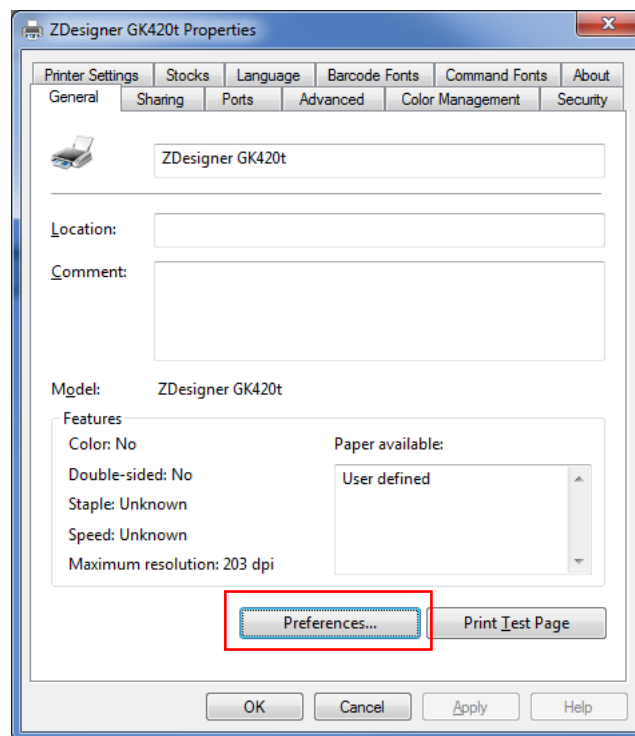 ZDesigner GK420t Properties
Printer Settings Stocks Language Barcode Fonts Command Fonts About
General Sharing Ports Advanced Color Management Security
ZDesigner GK420t
Location:
Comment:
Model: ZDesigner GK420t
Features
Color: No Paper available:
Double-sided: No User defined
Staple: Unknown
Speed: Unknown
Maximum resolution: 203 dpi
Preferences... Print Test Page
OK Cancel Apply Help